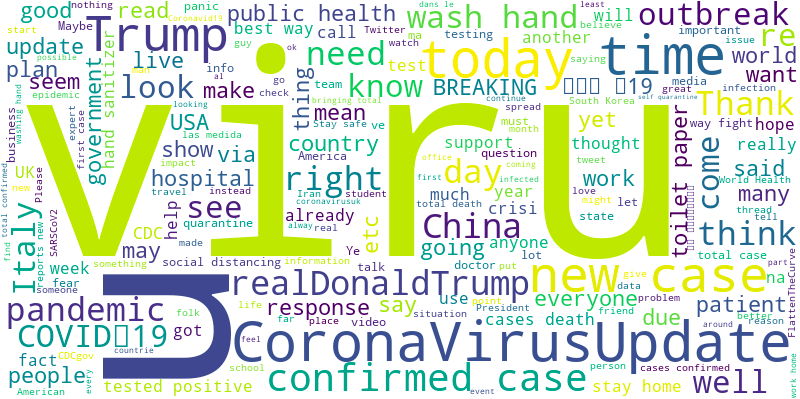 nothing
Coronavid19
panic
good
read
public health
wash hand
dans le
least
outbreak
Maybe
start
update
Trump
Twitter
believe
best way
call
ma
testing
will
important
issue
re
another
live
need
today
time
look
plan
guy
watch
ok
saying
possible
epidemic
seem
government
hand sanitizer
info
al
go
check
team
know
test
BREAKING
world
media
want
great
infection
make
looking
bringing total
continue
self quarantine
mean
Stay safe
ve
spread
South Korea
Thank
way fight
hope
thing
must
month
yet
toilet paper
business
expert
first case
man
washing hand
USA
via
las medida
country
support
question
thought
tweet
really
show
impact
America
UK
hospital
right
day
work
come
said
travel
instead
Iran
student
much
year
love
might
World Health
many
new
Please
help
see
already
crisi
let
state
thread
tell
coronavirusuk
viru
China
Italy
CDC
quarantine
total death
office
first
infected
coming
think
made
alway
real
etc
Ye
going
anyone
lot
reports new
SARSCoV2
may
find total confirmed
week
something
social distancing
information
talk
doctor
put
total case
fear
someone
u
realDonaldTrump
new case
na
part
FlattenTheCurve
life
point
use
President
data
give
problem
patient
pandemic
folk
far
place
video
response
say
everyone
due
situation
cases death
friend
better
reason
got
COVID
19
CoronaVirusUpdate
around
fact
CDCgov
countrie
feel
people
American
every
tested positive
school
confirmed case
event
person
stay home
cases confirmed
well
work home